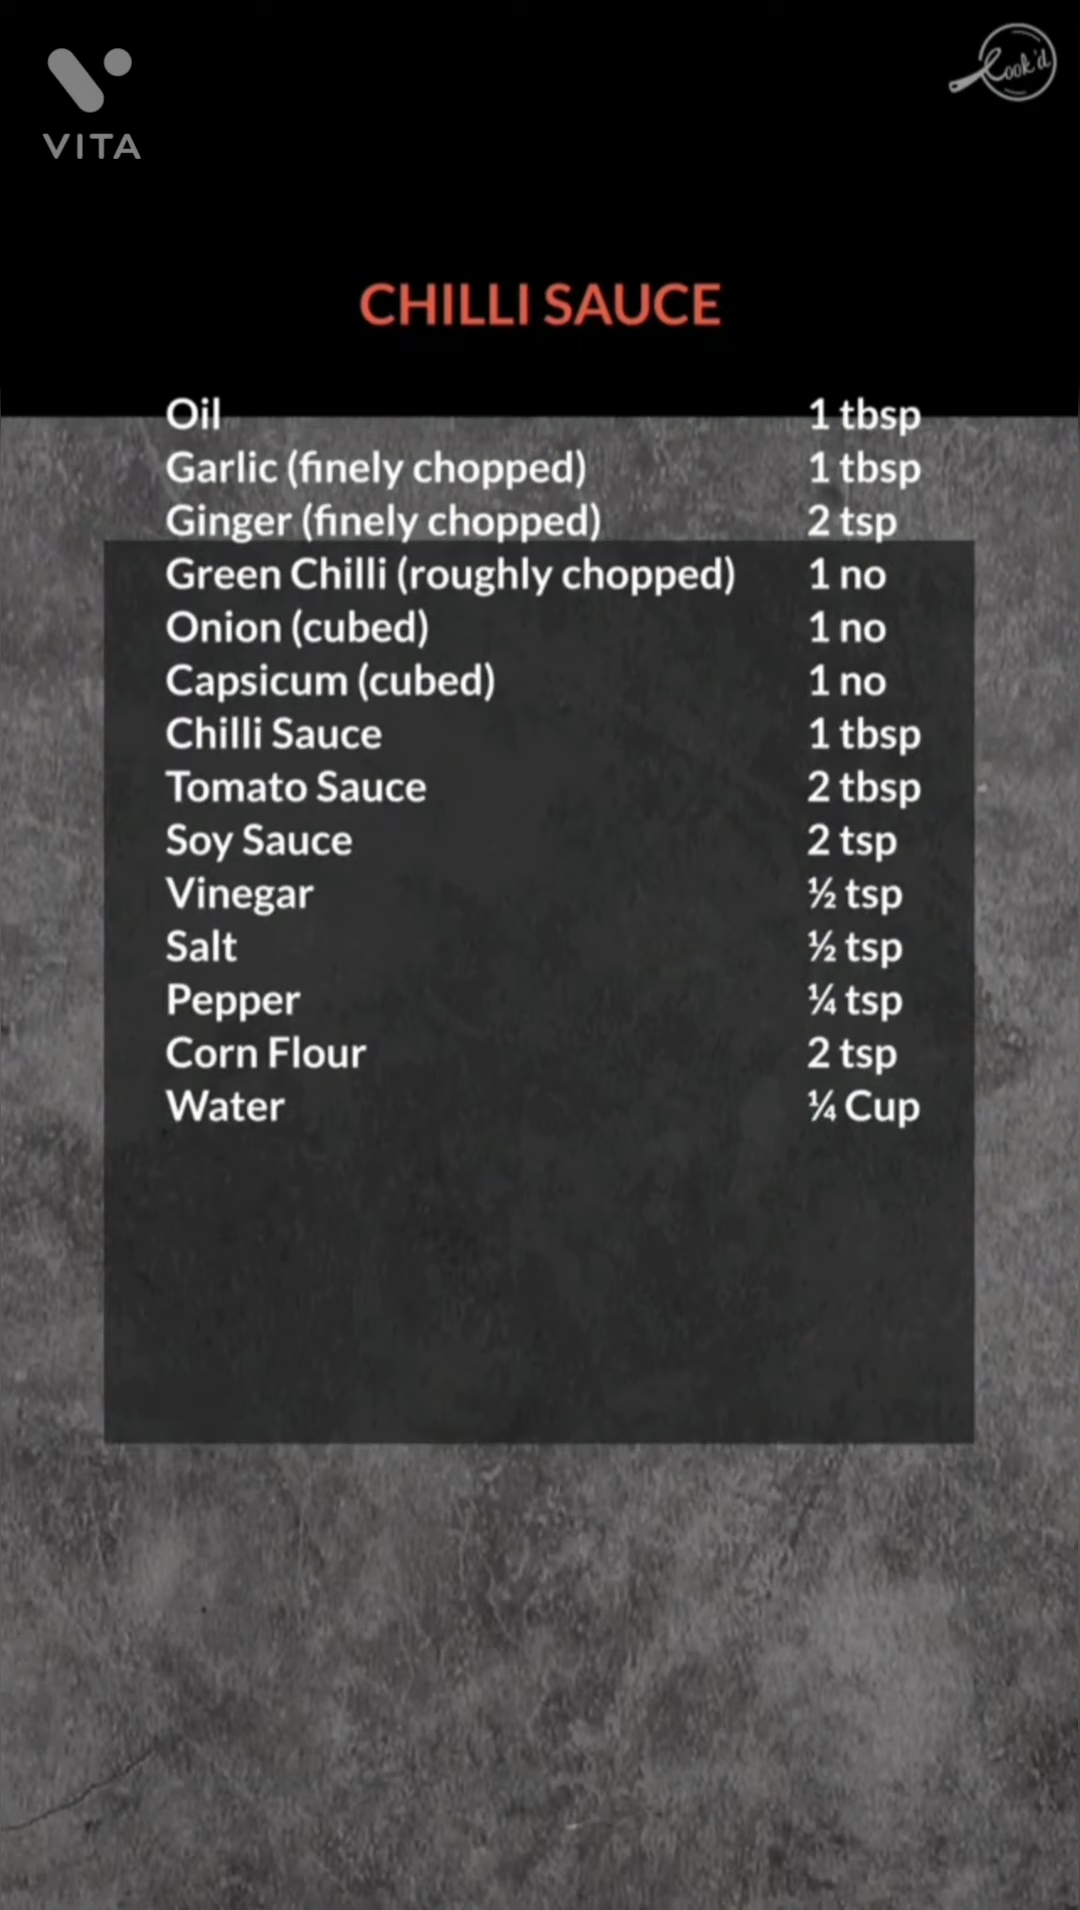 VITA
Cook'd
CHILLI SAUCE
Oil 1 tbsp
Garlic (finely chopped) 1 tbsp
Ginger (finely chopped) 2 tsp
Green Chilli (roughly chopped) 1 no
Onion (cubed) 1 no
Capsicum (cubed) 1 no
Chilli Sauce 1 tbsp
Tomato Sauce 2 tbsp
Soy Sauce 2 tsp
Vinegar ½ tsp
Salt ½ tsp
Pepper ¼ tsp
Corn Flour 2 tsp
Water ¼ Cup